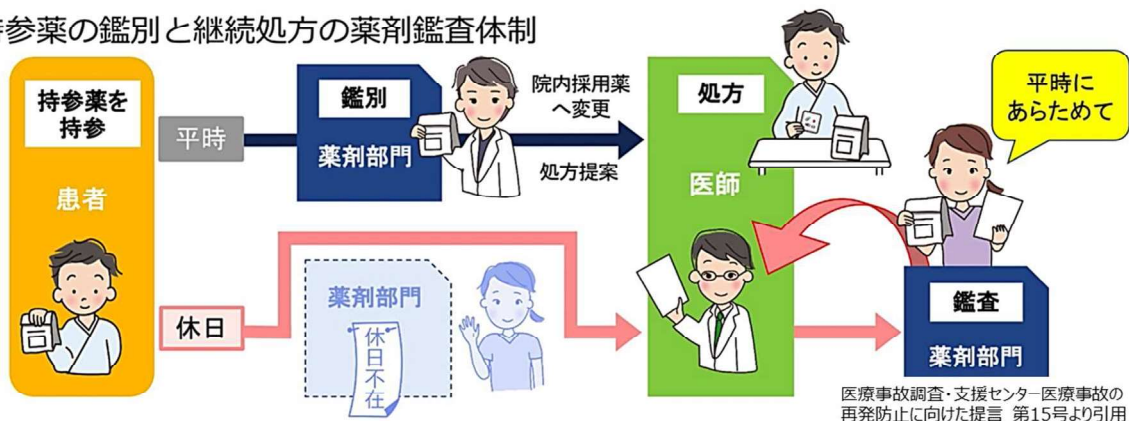 参薬の鑑別と継続処方の薬剤鑑査体制
持参薬を
持参
患者
平時
鑑別
薬剤部門
院内採用薬
へ変更
処方提案
処方
医師
平時に
あらためて
休日
薬剤部門
休日不在
鑑査
薬剤部門
医療事故調査・支援センター医療事故の
再発防止に向けた提言 第15号より引用